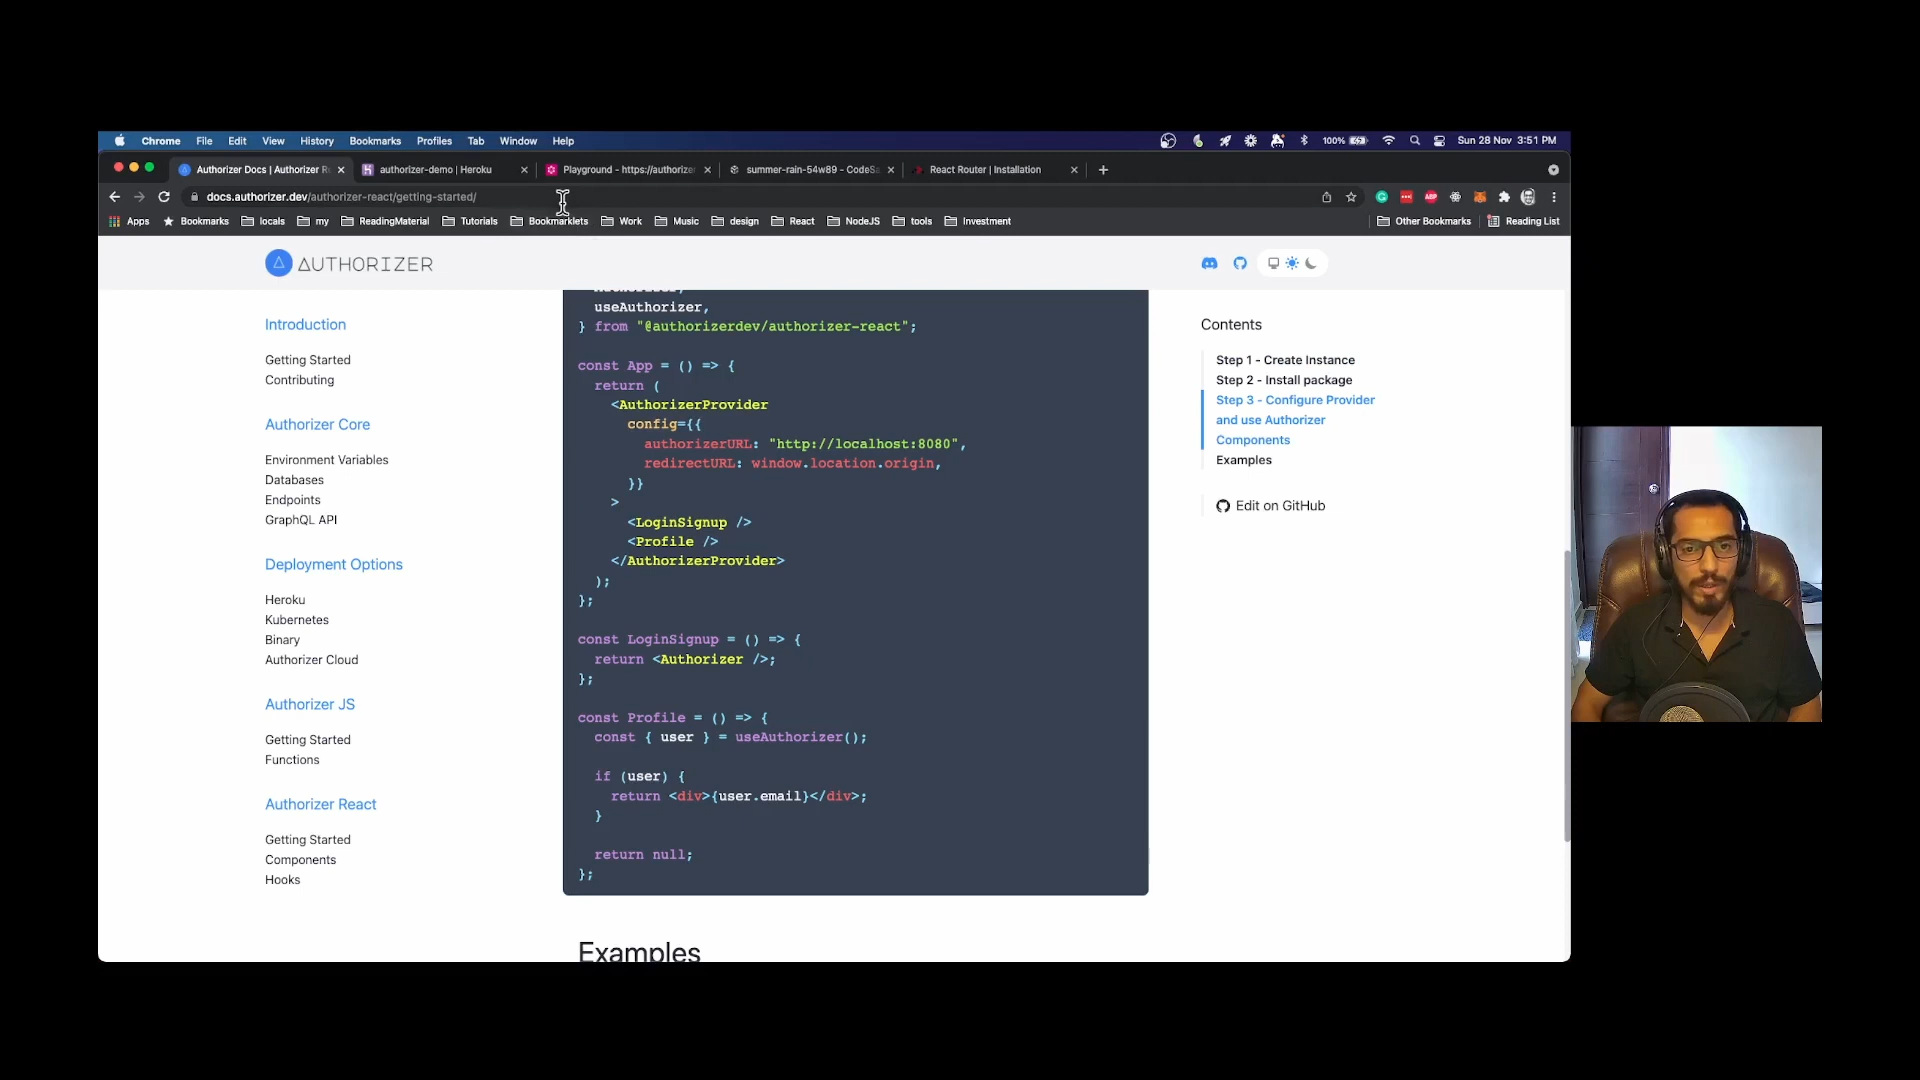 Chrome File Edit View History Bookmarks Profiles Tab Window Help 100% Sun 28 Nov 3:51 PM
Authorizer Docs | Authorizer Re authorizer-demo | Heroku Playground - https://authorizer summer-rain-54w89 - CodeSa React Router | Installation
docs.authorizer.dev/authorizer-react/getting-started/
Apps Bookmarks locals my ReadingMaterial Tutorials Bookmarklets Work Music design React NodeJS tools Investment Other Bookmarks Reading List
AUTHORIZER
Introduction
Getting Started
Contributing
Authorizer Core
Environment Variables
Databases
Endpoints
GraphQL API
Deployment Options
Heroku
Kubernetes
Binary
Authorizer Cloud
Authorizer JS
Getting Started
Functions
Authorizer React
Getting Started
Components
Hooks
useAuthorizer,
} from "@authorizerdev/authorizer-react";
const App = () => {
return (
<AuthorizerProvider
config={{
authorizerURL: "http://localhost:8080",
redirectURL: window.location.origin,
}}
>
<LoginSignup />
<Profile />
</AuthorizerProvider>
);
};
const LoginSignup = () => {
return <Authorizer />;
};
const Profile = () => {
const { user } = useAuthorizer();
if (user) {
return <div>{user.email}</div>;
}
return null;
};
Examples
Contents
Step 1 - Create Instance
Step 2 - Install package
Step 3 - Configure Provider
and use Authorizer
Components
Examples
Edit on GitHub